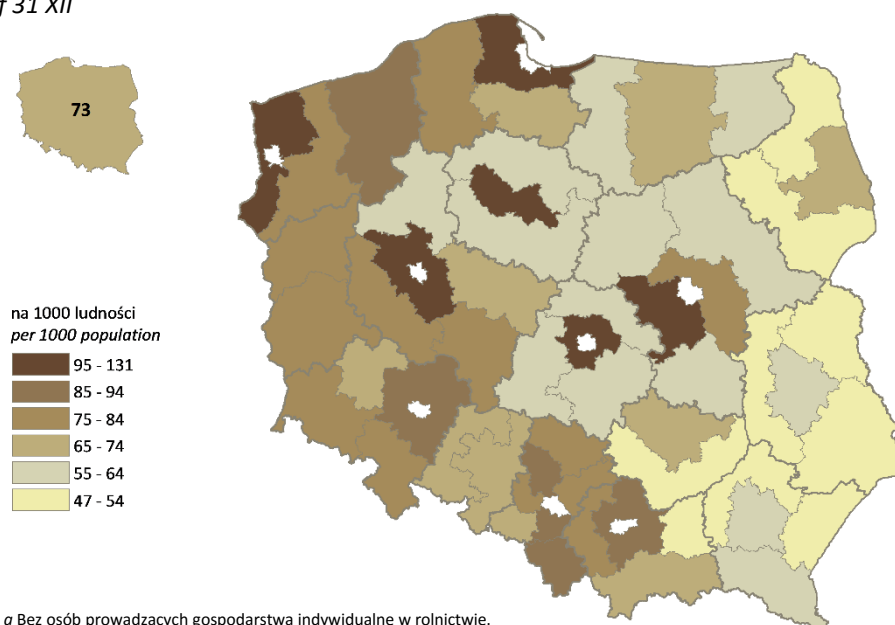 f 31 XII
73
na 1000 ludności
per 1000 population
95 - 131
85 - 94
75 - 84
65 - 74
55 - 64
47 - 54
a Bez osób prowadzących gospodarstwa indywidualne w rolnictwie.